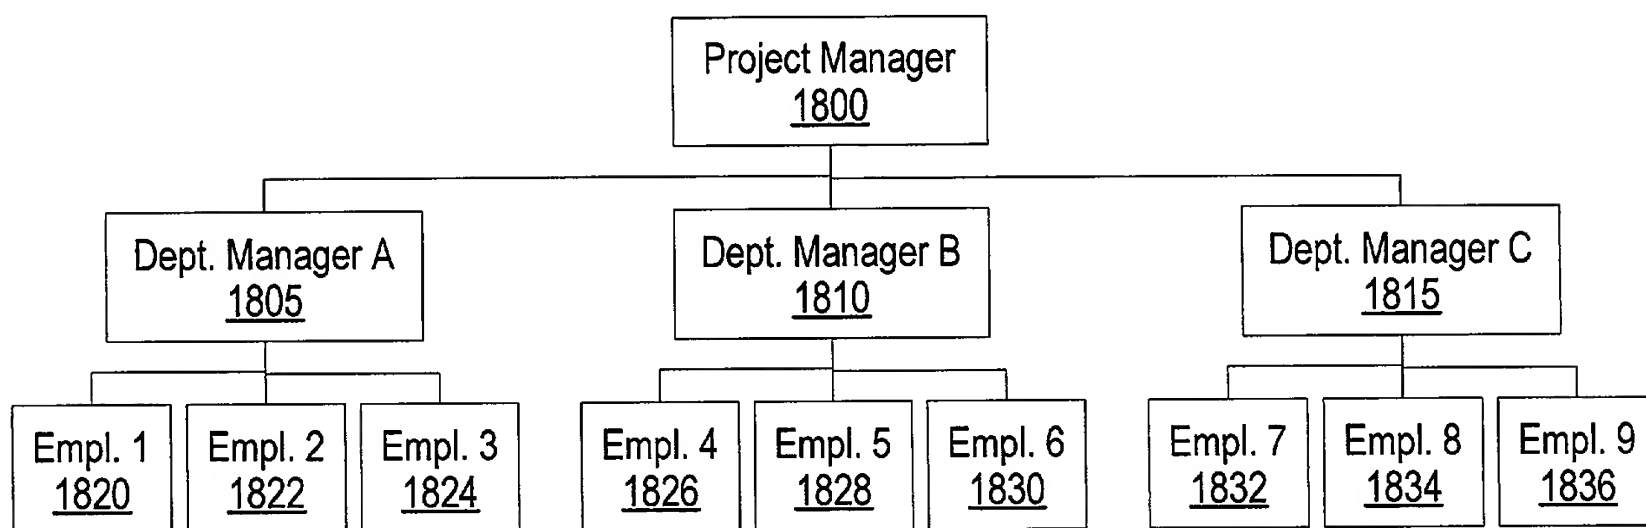 Project Manager
1800
Dept. Manager A
1805
Dept. Manager B
1810
Dept. Manager C
1815
Empl. 1
1820
Empl. 2
1822
Empl. 3
1824
Empl. 4
1826
Empl. 5
1828
Empl. 6
1830
Empl. 7
1832
Empl. 8
1834
Empl. 9
1836